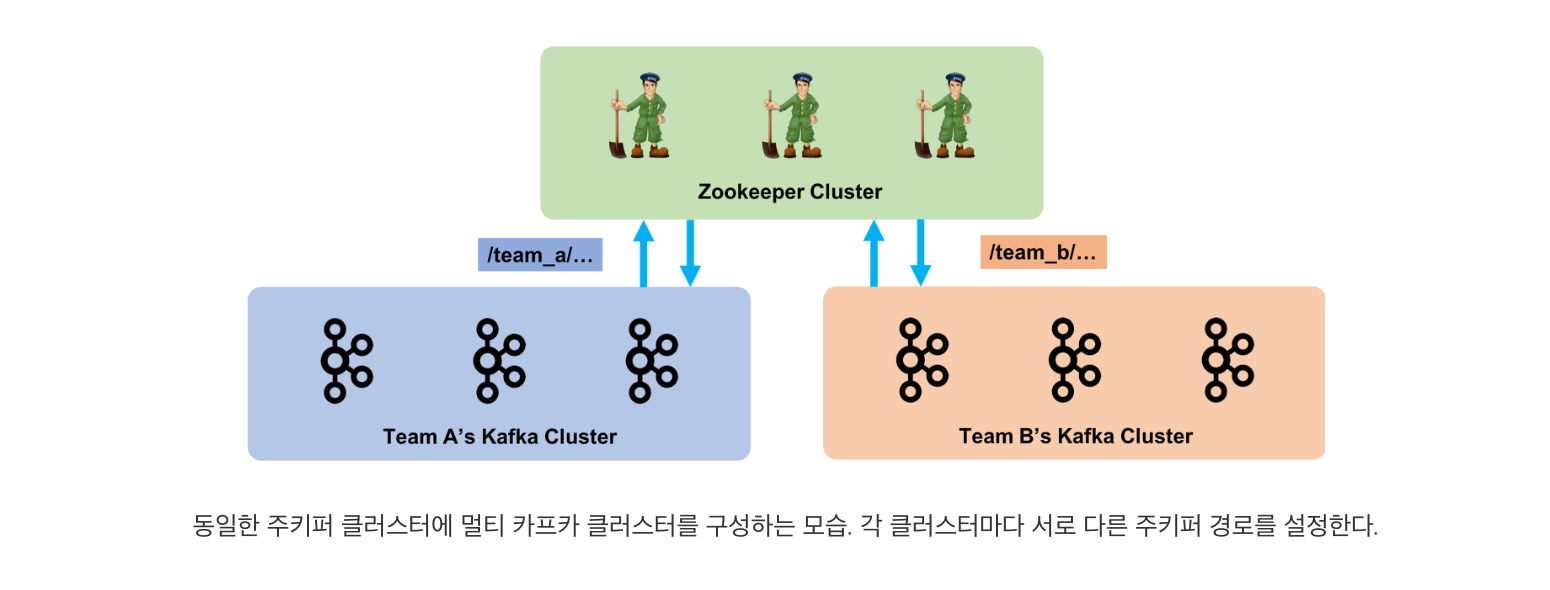 Zookeeper Cluster
/team_a/…
/team_b/…
Team A’s Kafka Cluster
Team B’s Kafka Cluster
동일한 주키퍼 클러스터에 멀티 카프카 클러스터를 구성하는 모습. 각 클러스터마다 서로 다른 주키퍼 경로를 설정한다.